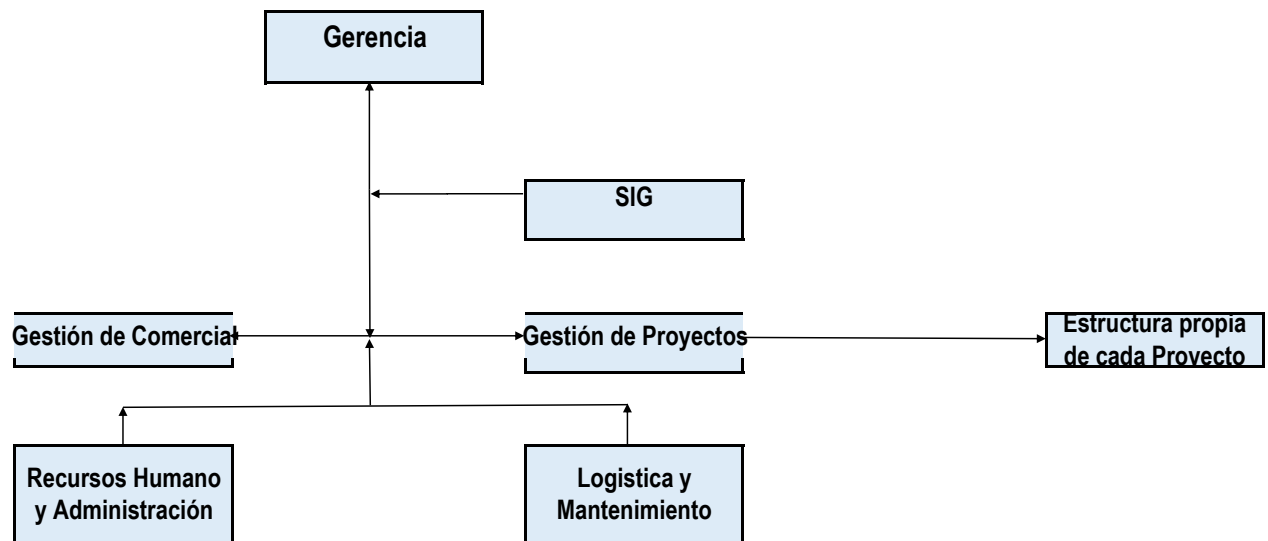 Gerencia
SIG
Gestión de Comercial
Gestión de Proyectos
Estructura propia
de cada Proyecto
Recursos Humano
y Administración
Logistica y
Mantenimiento